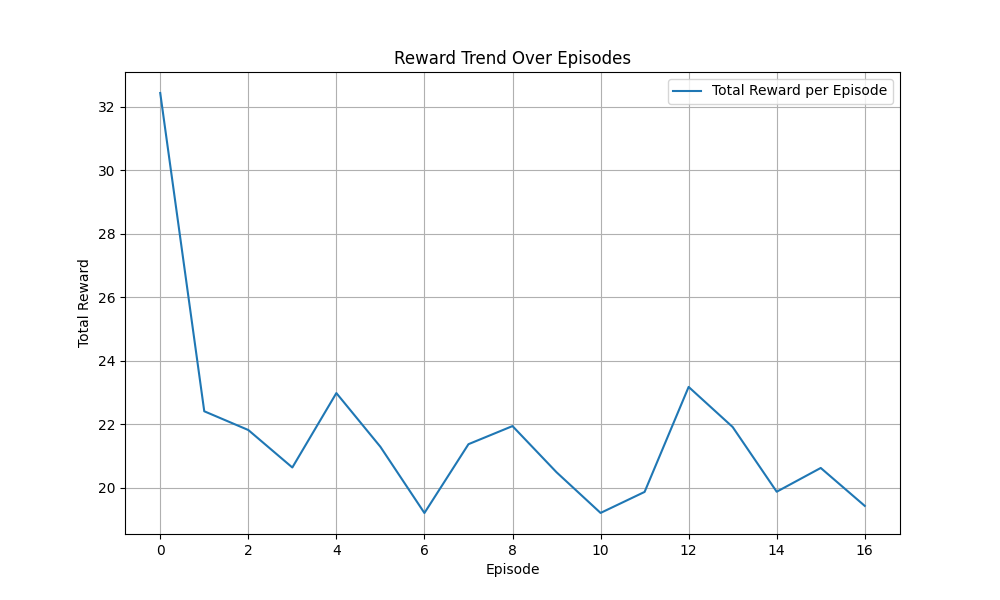 Reward Trend Over Episodes
Total Reward per Episode
32
30
28
26
24
22
20
Total Reward
0 2 4 6 8 10 12 14 16
Episode